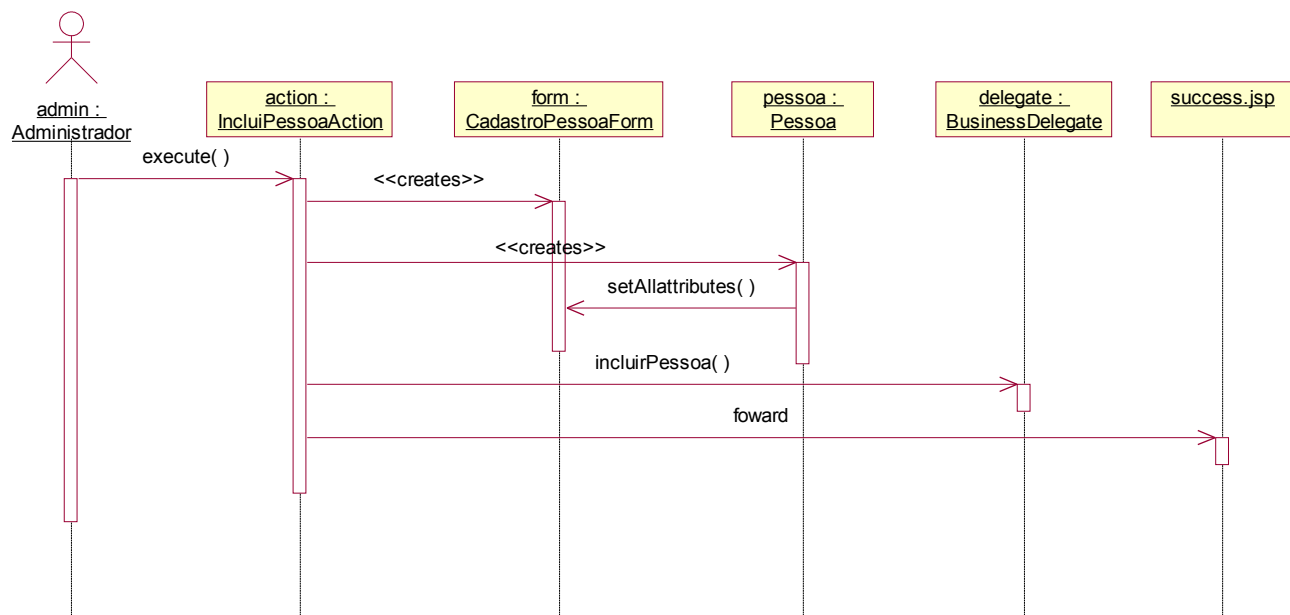 admin :
Administrador
action :
IncluiPessoaAction
form :
CadastroPessoaForm
pessoa :
Pessoa
delegate :
BusinessDelegate
success.jsp
execute( )
<<creates>>
<<creates>>
setAllattributes( )
incluirPessoa( )
foward